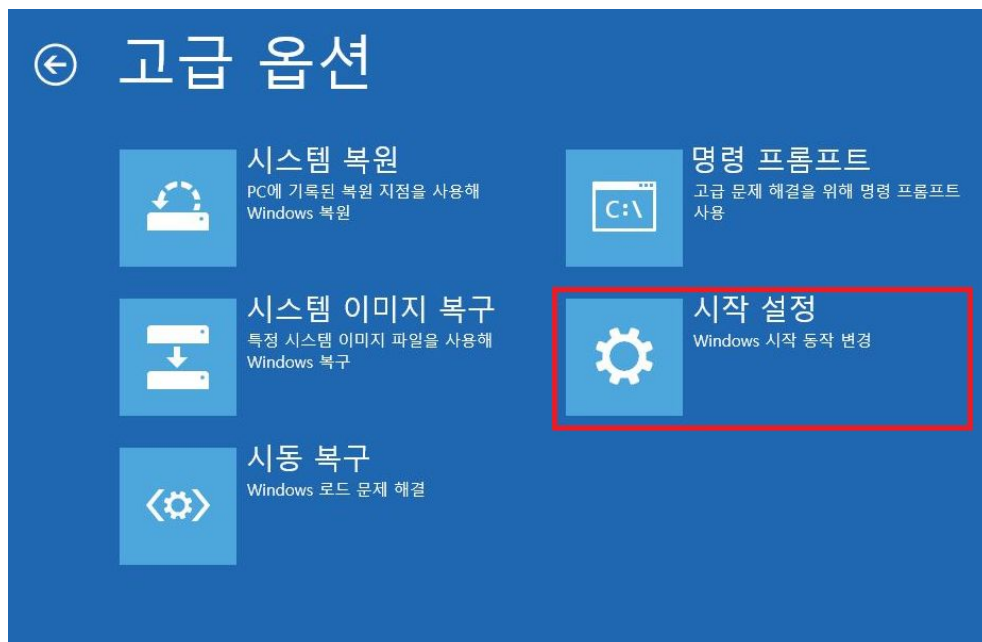 고급 옵션
시스템 복원
PC에 기록된 복원 지점을 사용해
Windows 복원
시스템 이미지 복구
특정 시스템 이미지 파일을 사용해
Windows 복구
시동 복구
Windows 로드 문제 해결
명령 프롬프트
고급 문제 해결을 위해 명령 프롬프트
사용
C:\
시작 설정
Windows 시작 동작 변경